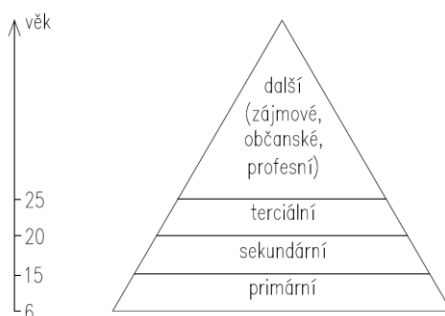 věk
další
(zájmové,
občanské,
profesní)
25
terciální
20
sekundární
15
primární
6